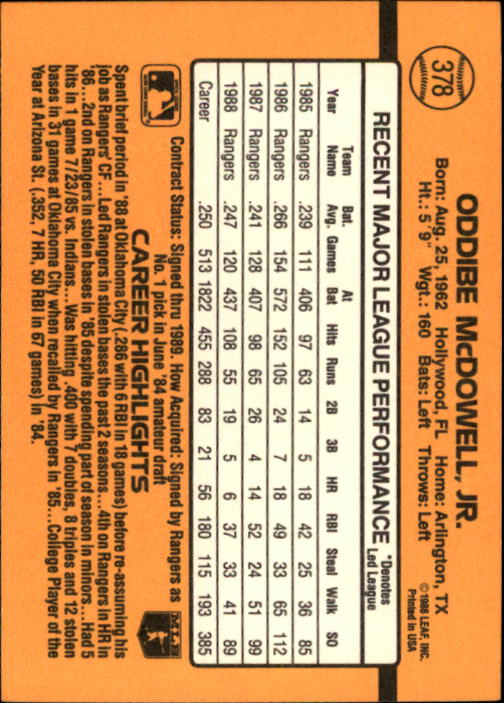 378
ODDIBE McDOWELL, JR.
Born: Aug. 25, 1962 Hollywood, FL Home: Arlington, TX
Ht.: 5' 9" Wgt.: 160 Bats: Left Throws: Left
©1988 LEAF, INC.
Printed in USA
RECENT MAJOR LEAGUE PERFORMANCE *Denotes Led League
Year Team Name Bat. Avg. Games At Bat Hits Runs 2B 3B HR RBI Steal Walk SO
1985 Rangers .239 111 406 97 63 14 5 18 42 25 36 85
1986 Rangers .266 154 572 152 105 24 7 18 49 33 65 112
1987 Rangers .241 128 407 98 65 26 4 14 52 24 51 99
1988 Rangers .247 120 437 108 55 19 5 6 37 33 41 89
Career .250 513 1822 455 288 83 21 56 180 115 193 385
Contract Status: Signed thru 1989. How Acquired: Signed by Rangers as
No. 1 pick in June '84 amateur draft
CAREER HIGHLIGHTS
MLB
Spent brief period in '88 at Oklahoma City (.286 with 6 RBI in 18 games) before re-assuming his
job as Rangers' CF...Led Rangers in stolen bases the past 2 seasons...4th on Rangers in HR in
'86...2nd on Rangers in stolen bases in '85 despite spending part of season in minors...Had 5
hits in 1 game 7/23/85 vs. Indians...Was hitting .400 with 7 doubles, 8 triples and 12 stolen
bases in 31 games at Oklahoma City when recalled by Rangers in '85...College Player of the
Year at Arizona St. (.352, 7 HR, 50 RBI in 67 games) in '84.